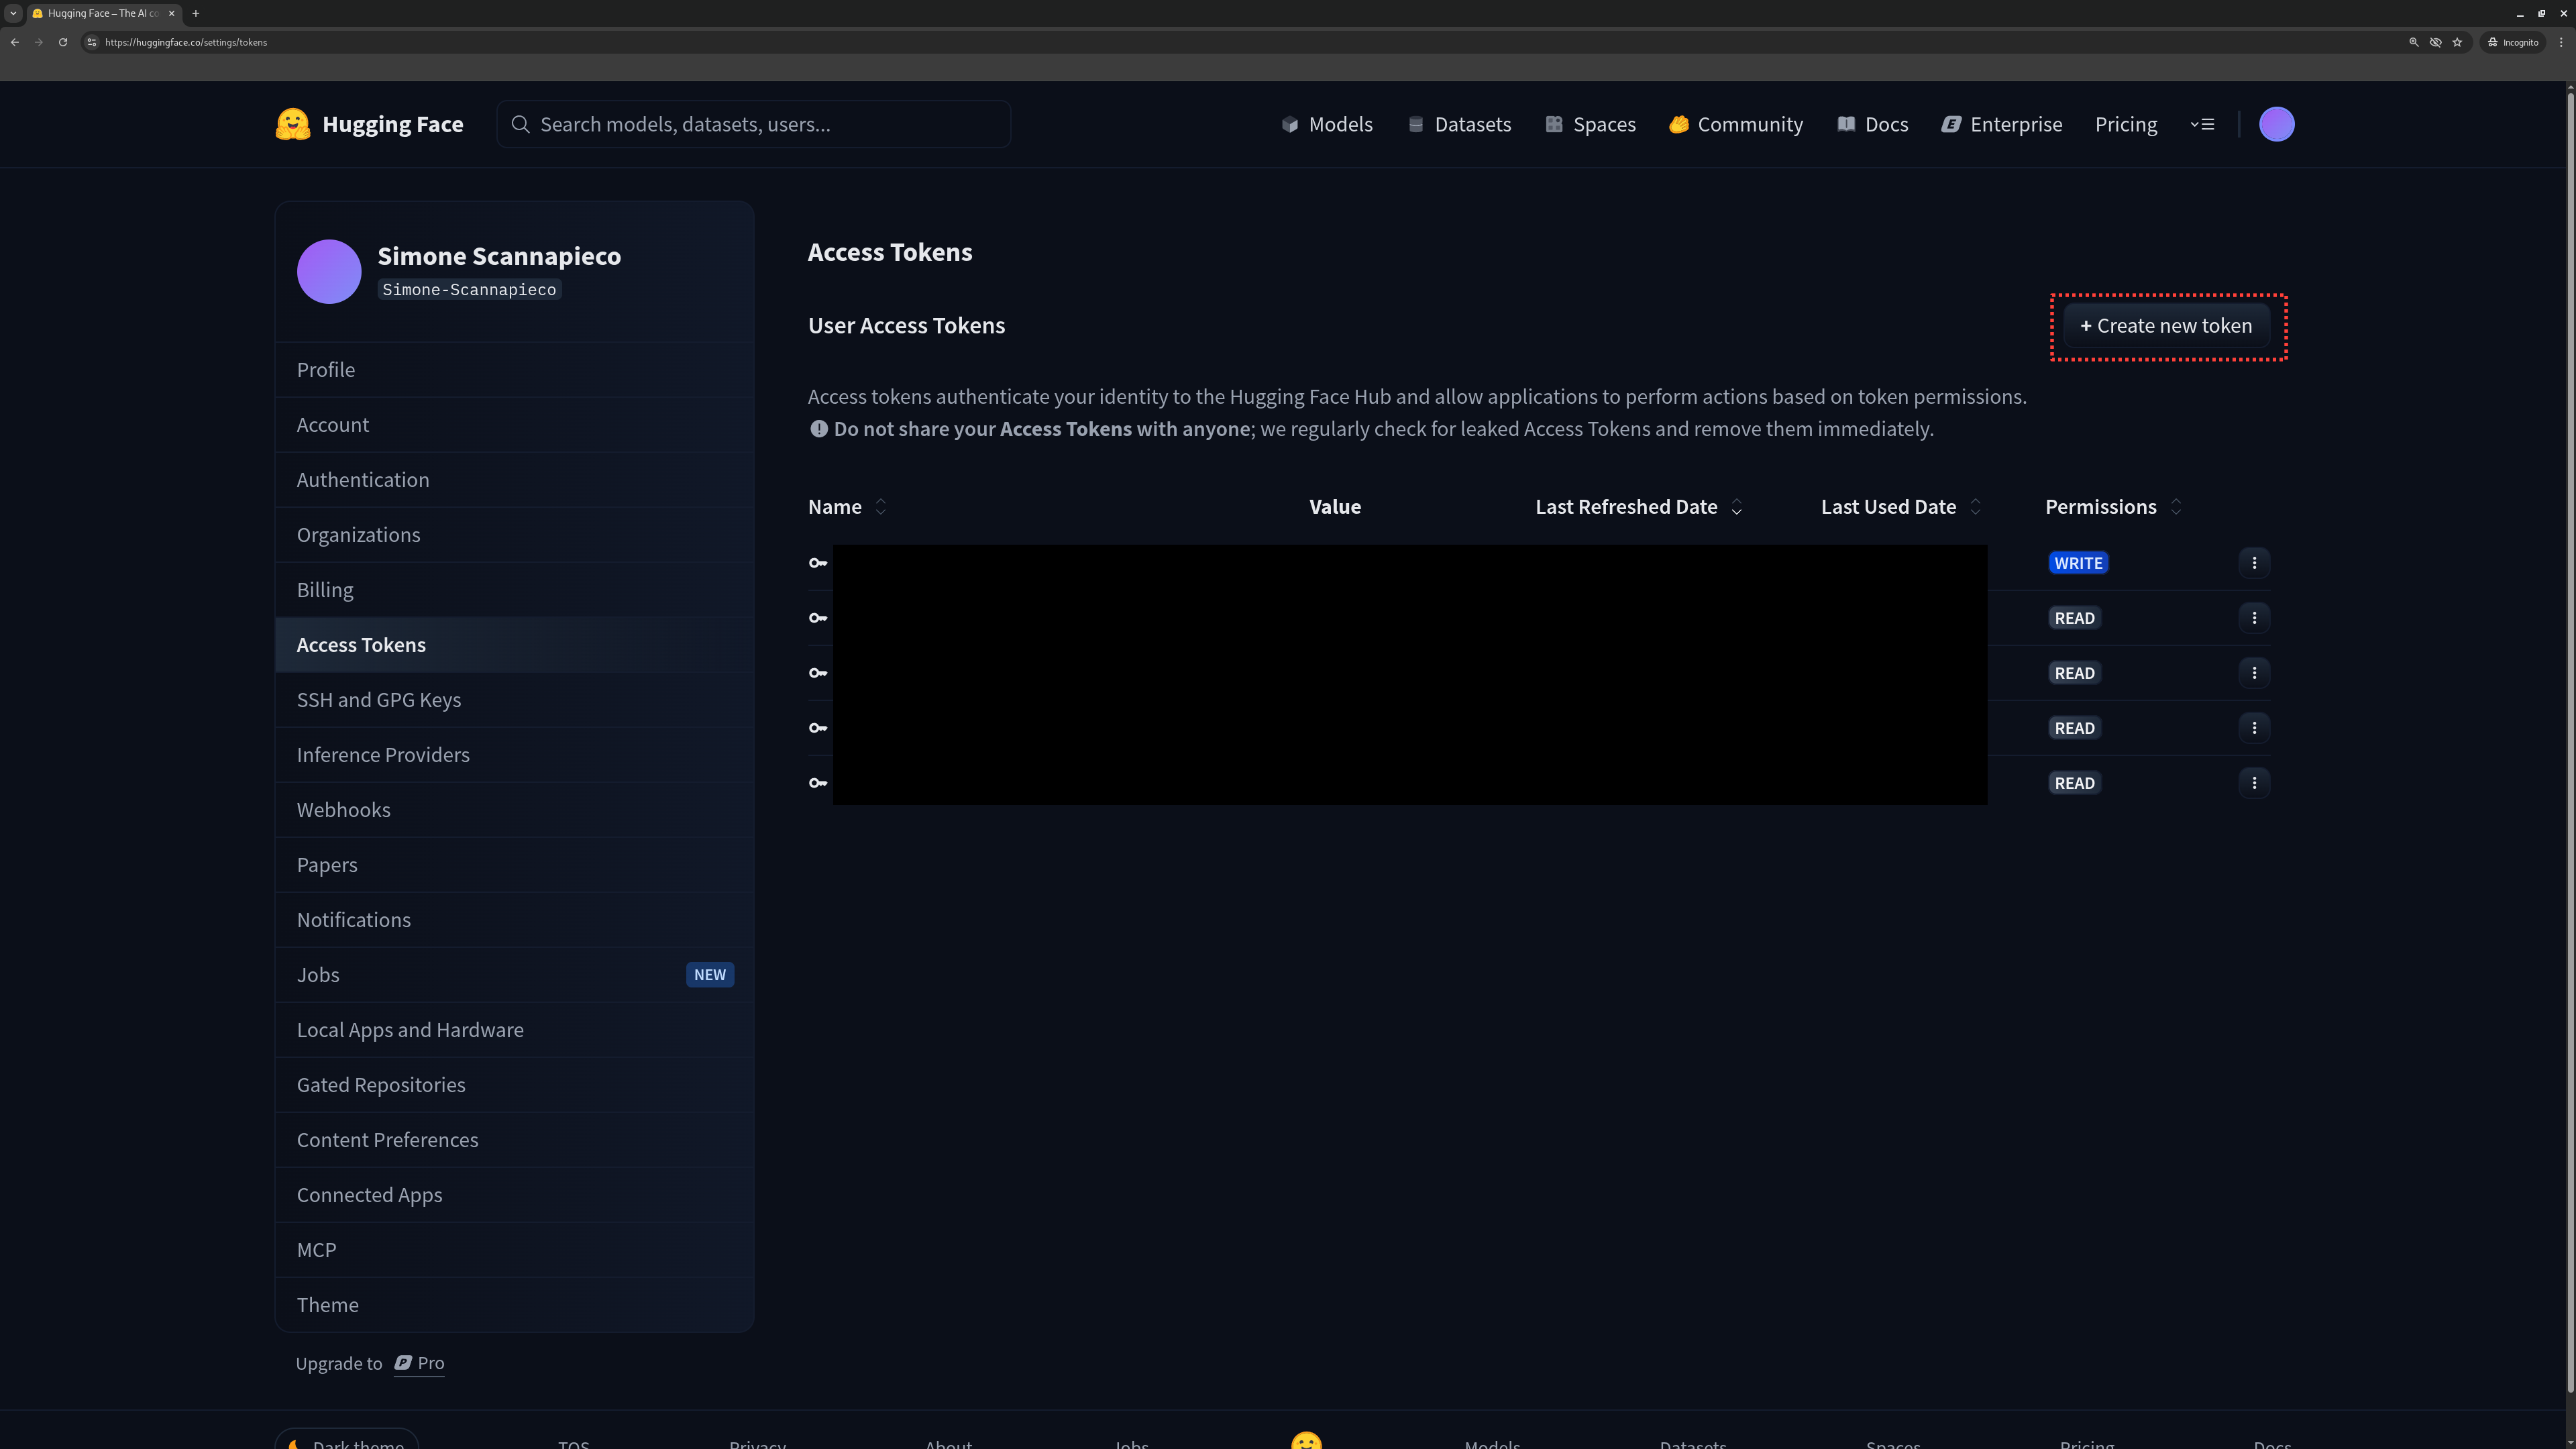 Hugging Face – The AI co
https://huggingface.co/settings/tokens
Incognito
Hugging Face
Search models, datasets, users...
Models
Datasets
Spaces
Community
Docs
Enterprise
Pricing
Simone Scannapieco
Simone-Scannapieco
Profile
Account
Authentication
Organizations
Billing
Access Tokens
SSH and GPG Keys
Inference Providers
Webhooks
Papers
Notifications
Jobs NEW
Local Apps and Hardware
Gated Repositories
Content Preferences
Connected Apps
MCP
Theme
Upgrade to Pro
Access Tokens
User Access Tokens
+ Create new token
Access tokens authenticate your identity to the Hugging Face Hub and allow applications to perform actions based on token permissions.
Do not share your Access Tokens with anyone; we regularly check for leaked Access Tokens and remove them immediately.
Name Value Last Refreshed Date Last Used Date Permissions
WRITE
READ
READ
READ
READ
Dark theme TOS Privacy About Jobs Models Datasets Spaces Pricing Docs